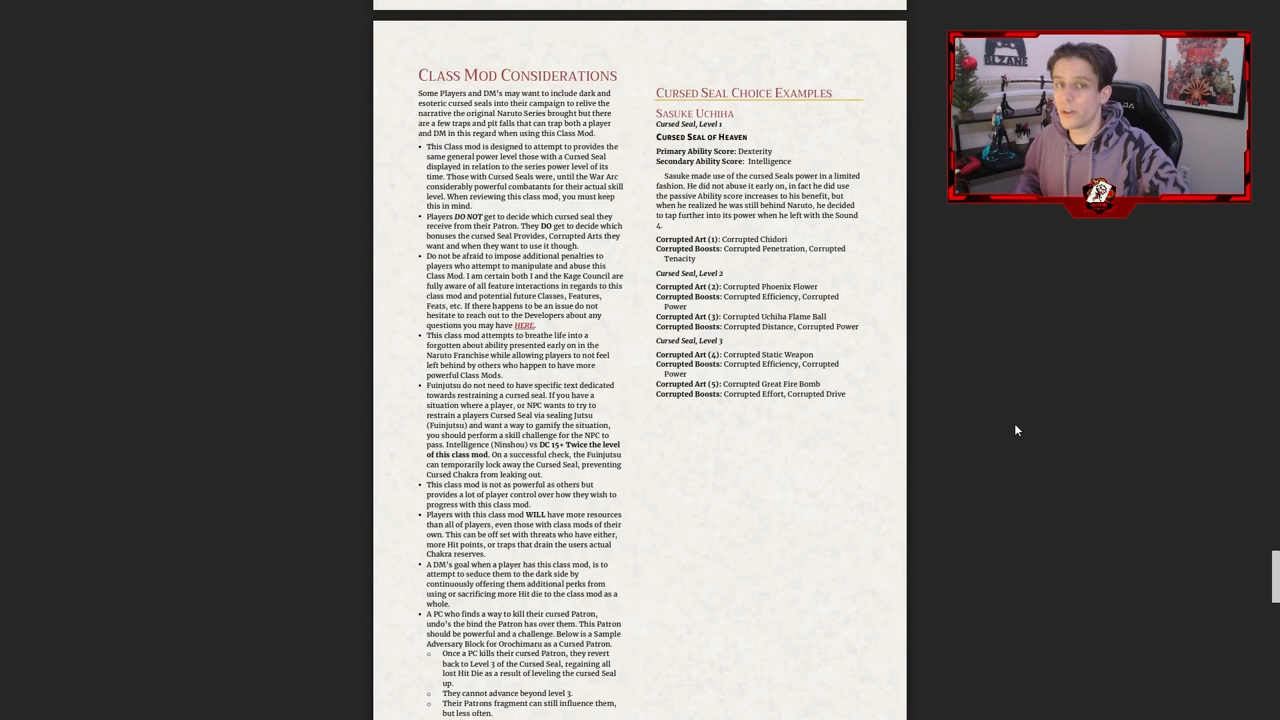 CLASS MOD CONSIDERATIONS
Some Players and DM's may want to include dark and
esoteric cursed seals into their campaign to relive the
narrative the original Naruto Series brought but there
are a few traps and pit falls that can trap both a player
and DM in this regard when using this Class Mod.
• This Class mod is designed to attempt to provides the
same general power level those with a Cursed Seal
displayed in relation to the series power level of its
time. Those with Cursed Seals were, until the War Arc
considerably powerful combatants for their actual skill
level. When reviewing this class mod, you must keep
this in mind.
• Players DO NOT get to decide which cursed seal they
receive from their Patron. They DO get to decide which
bonuses the cursed Seal Provides, Corrupted Arts they
want and when they want to use it though.
• Do not be afraid to impose additional penalties to
players who attempt to manipulate and abuse this
Class Mod. I am certain both I and the Kage Council are
fully aware of all feature interactions in regards to this
class mod and potential future Classes, Features,
Feats, etc. If there happens to be an issue do not
hesitate to reach out to the Developers about any
questions you may have HERE.
• This class mod attempts to breathe life into a
forgotten about ability presented early on in the
Naruto Franchise while allowing players to not feel
left behind by others who happen to have more
powerful Class Mods.
• Fuinjutsu do not need to have specific text dedicated
towards restraining a cursed seal. If you have a
situation where a player, or NPC wants to try to
restrain a players Cursed Seal via sealing Jutsu
(Fuinjutsu) and want a way to gamify the situation,
you should perform a skill challenge for the NPC to
pass. Intelligence (Ninshou) vs DC 15+ Twice the level
of this class mod. On a successful check, the Fuinjutsu
can temporarily lock away the Cursed Seal, preventing
Cursed Chakra from leaking out.
• This class mod is not as powerful as others but
provides a lot of player control over how they wish to
progress with this class mod.
• Players with this class mod WILL have more resources
than all of players, even those with class mods of their
own. This can be off set with threats who have either,
more Hit points, or traps that drain the users actual
Chakra reserves.
• A DM's goal when a player has this class mod, is to
attempt to seduce them to the dark side by
continuously offering them additional perks from
using or sacrificing more Hit die to the class mod as a
whole.
• A PC who finds a way to kill their cursed Patron,
undo's the bind the Patron has over them. This Patron
should be powerful and a challenge. Below is a Sample
Adversary Block for Orochimaru as a Cursed Patron.
o Once a PC kills their cursed Patron, they revert
back to Level 3 of the Cursed Seal, regaining all
lost Hit Die as a result of leveling the cursed Seal
up.
o They cannot advance beyond level 3.
o Their Patrons fragment can still influence them,
but less often.
CURSED SEAL CHOICE EXAMPLES
SASUKE UCHIHA
Cursed Seal, Level 1
CURSED SEAL OF HEAVEN
Primary Ability Score: Dexterity
Secondary Ability Score: Intelligence
Sasuke made use of the cursed Seals power in a limited
fashion. He did not abuse it early on, in fact he did use
the passive Ability score increases to his benefit, but
when he realized he was still behind Naruto, he decided
to tap further into its power when he left with the Sound
4.
Corrupted Art (1): Corrupted Chidori
Corrupted Boosts: Corrupted Penetration, Corrupted
Tenacity
Cursed Seal, Level 2
Corrupted Art (2): Corrupted Phoenix Flower
Corrupted Boosts: Corrupted Efficiency, Corrupted
Power
Corrupted Art (3): Corrupted Uchiha Flame Ball
Corrupted Boosts: Corrupted Distance, Corrupted Power
Cursed Seal, Level 3
Corrupted Art (4): Corrupted Static Weapon
Corrupted Boosts: Corrupted Efficiency, Corrupted
Power
Corrupted Art (5): Corrupted Great Fire Bomb
Corrupted Boosts: Corrupted Effort, Corrupted Drive